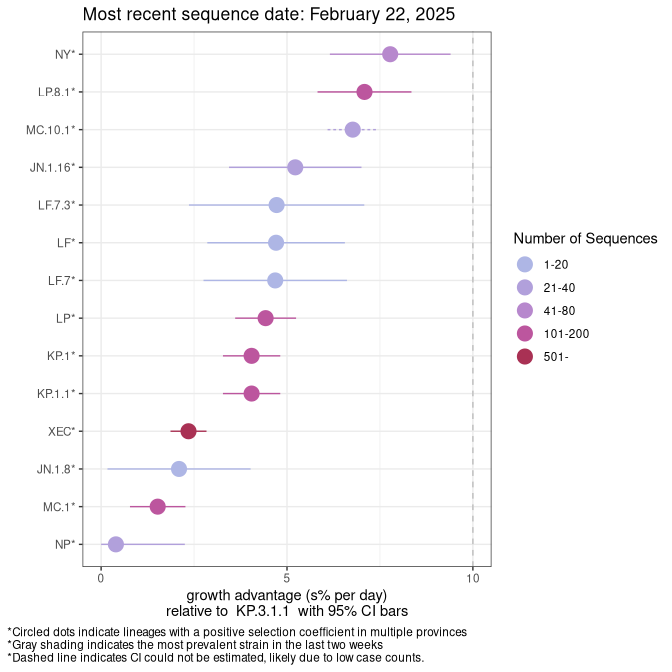 Most recent sequence date: February 22, 2025
NY*
LP.8.1*
MC.10.1*
JN.1.16*
LF.7.3*
LF*
LF.7*
LP*
KP.1*
KP.1.1*
XEC*
JN.1.8*
MC.1*
NP*
0 5 10
growth advantage (s% per day)
relative to KP.3.1.1 with 95% CI bars
Number of Sequences
1-20
21-40
41-80
101-200
501-
*Circled dots indicate lineages with a positive selection coefficient in multiple provinces
*Gray shading indicates the most prevalent strain in the last two weeks
*Dashed line indicates CI could not be estimated, likely due to low case counts.